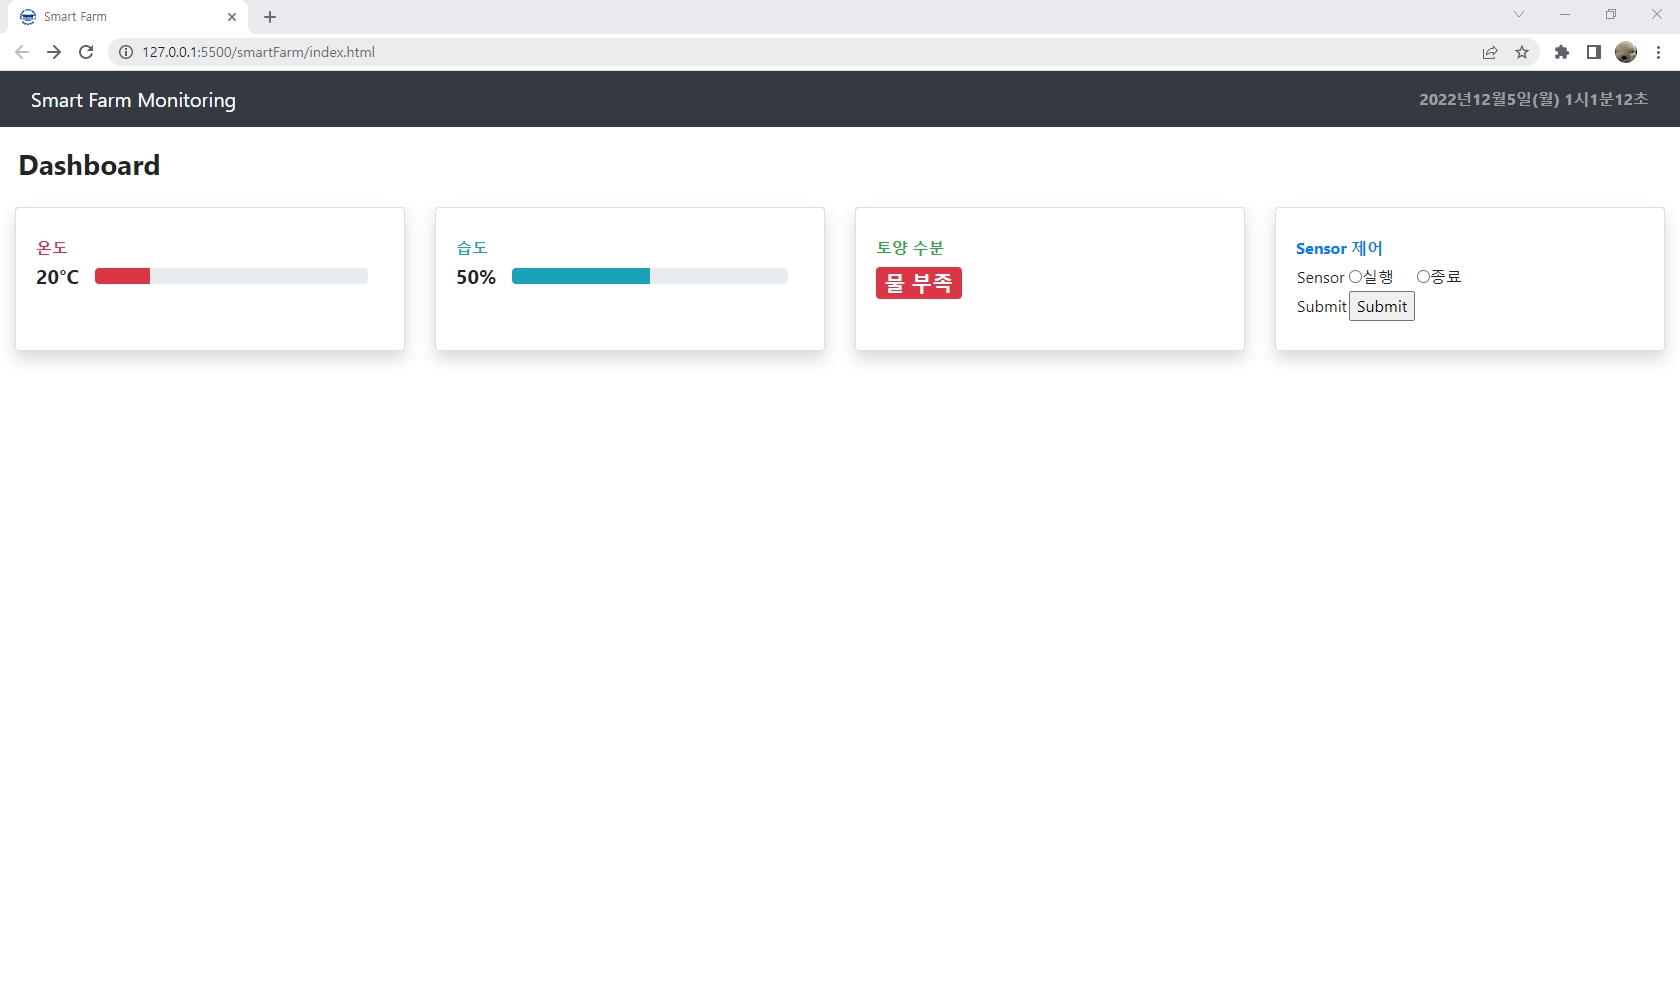 Smart Farm
127.0.0.1:5500/smartFarm/index.html
Smart Farm Monitoring
2022년12월5일(월) 1시1분12초
Dashboard
온도
20°C
습도
50%
토양 수분
물 부족
Sensor 제어
Sensor 실행 종료
Submit Submit